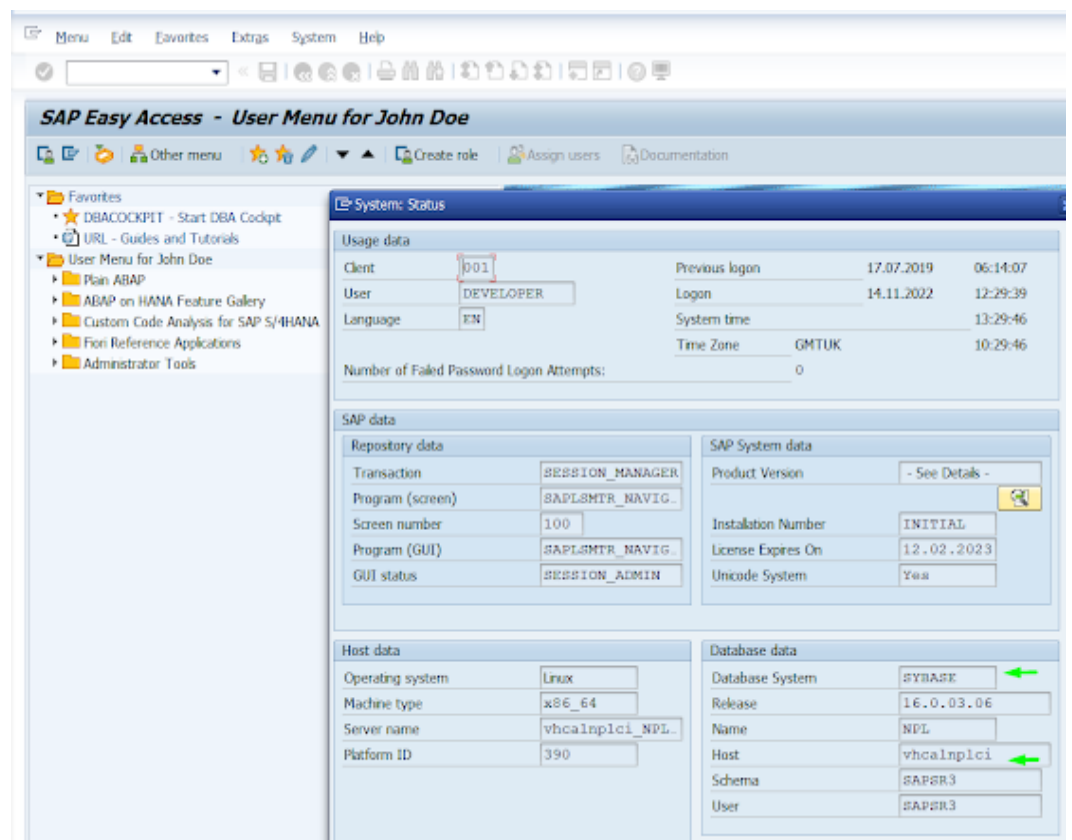 Menu Edit Favorites Extras System Help
SAP Easy Access - User Menu for John Doe
Other menu Create role Assign users Documentation
Favorites
DBACOCKPIT - Start DBA Cockpit
URL - Guides and Tutorials
User Menu for John Doe
Plain ABAP
ABAP on HANA Feature Gallery
Custom Code Analysis for SAP S/4HANA
Fiori Reference Applications
Administrator Tools
System: Status
Usage data
Client 001 Previous logon 17.07.2019 06:14:07
User DEVELOPER Logon 14.11.2022 12:29:39
Language EN System time 13:29:46
Time Zone GMTUK 10:29:46
Number of Failed Password Logon Attempts: 0
SAP data
Repository data
Transaction SESSION_MANAGER
Program (screen) SAPLSMTR_NAVIG_
Screen number 100
Program (GUI) SAPLSMTR_NAVIG_
GUI status SESSION_ADMIN
SAP System data
Product Version - See Details -
Installation Number INITIAL
License Expires On 12.02.2023
Unicode System Yes
Host data
Operating system Linux
Machine type x86_64
Server name vhcalnplci_NPL_
Platform ID 390
Database data
Database System SYBASE
Release 16.0.03.06
Name NPL
Host vhcalnplci
Schema SAPSR3
User SAPSR3